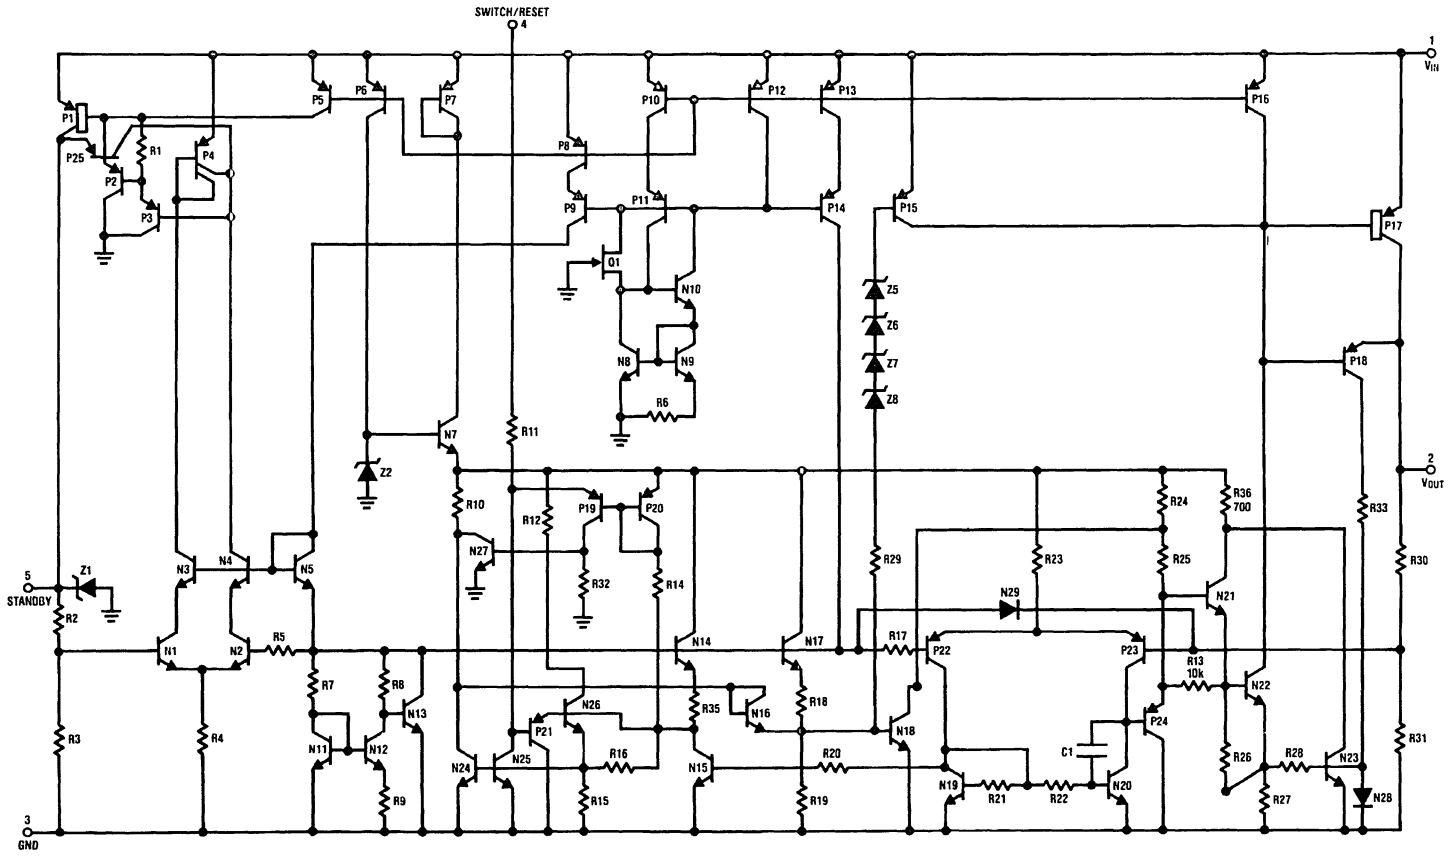 SWITCH/RESET
4
1
VIN
P1
P5
P6
P7
P10
P12
P13
P16
P25
R1
P4
P8
P2
P3
P9
P11
P14
P15
P17
Q1
N10
Z5
Z6
Z7
Z8
N8
N9
P18
R6
R11
N7
Z2
2
VOUT
R10
R12
P19
P20
R24
R36
700
R33
N27
R32
R14
R29
R23
R25
R30
N3
N4
N5
5
STANDBY
Z1
R2
N29
N21
N1
N2
R5
N14
N17
R17
P22
P23
R13
10k
R7
R8
N13
N26
R35
N16
R18
N18
P24
N22
R3
R4
N11
N12
P21
C1
R26
R31
N24
N25
R16
N15
R20
R28
N23
N19
R21
R22
N20
R9
R15
R19
R27
N28
3
GND